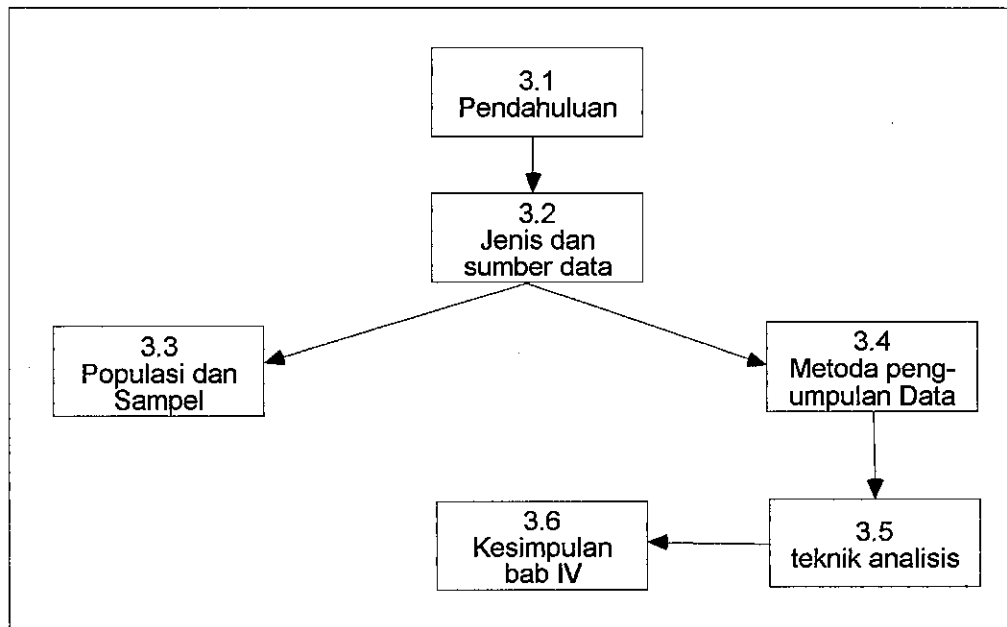 3.1
Pendahuluan
3.2
Jenis dan
sumber data
3.3
Populasi dan
Sampel
3.4
Metoda peng-
umpulan Data
3.5
teknik analisis
3.6
Kesimpulan
bab IV